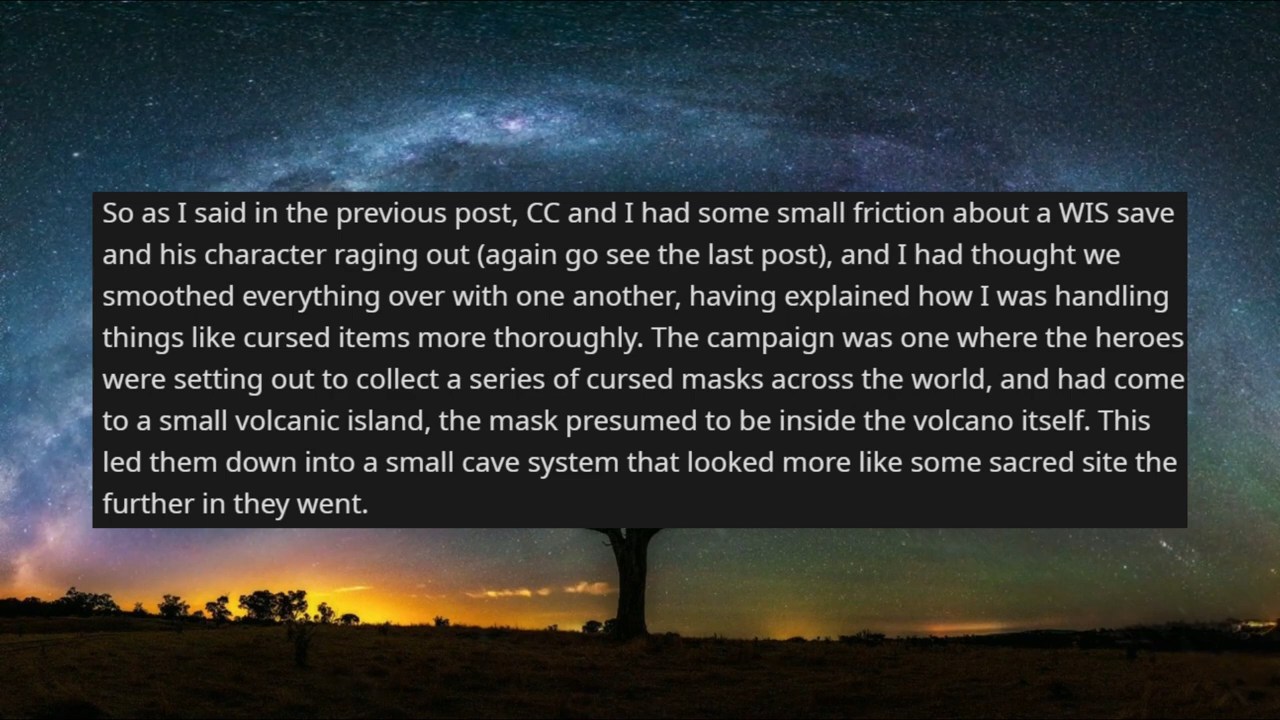 So as I said in the previous post, CC and I had some small friction about a WIS save
and his character raging out (again go see the last post), and I had thought we
smoothed everything over with one another, having explained how I was handling
things like cursed items more thoroughly. The campaign was one where the heroes
were setting out to collect a series of cursed masks across the world, and had come
to a small volcanic island, the mask presumed to be inside the volcano itself. This
led them down into a small cave system that looked more like some sacred site the
further in they went.